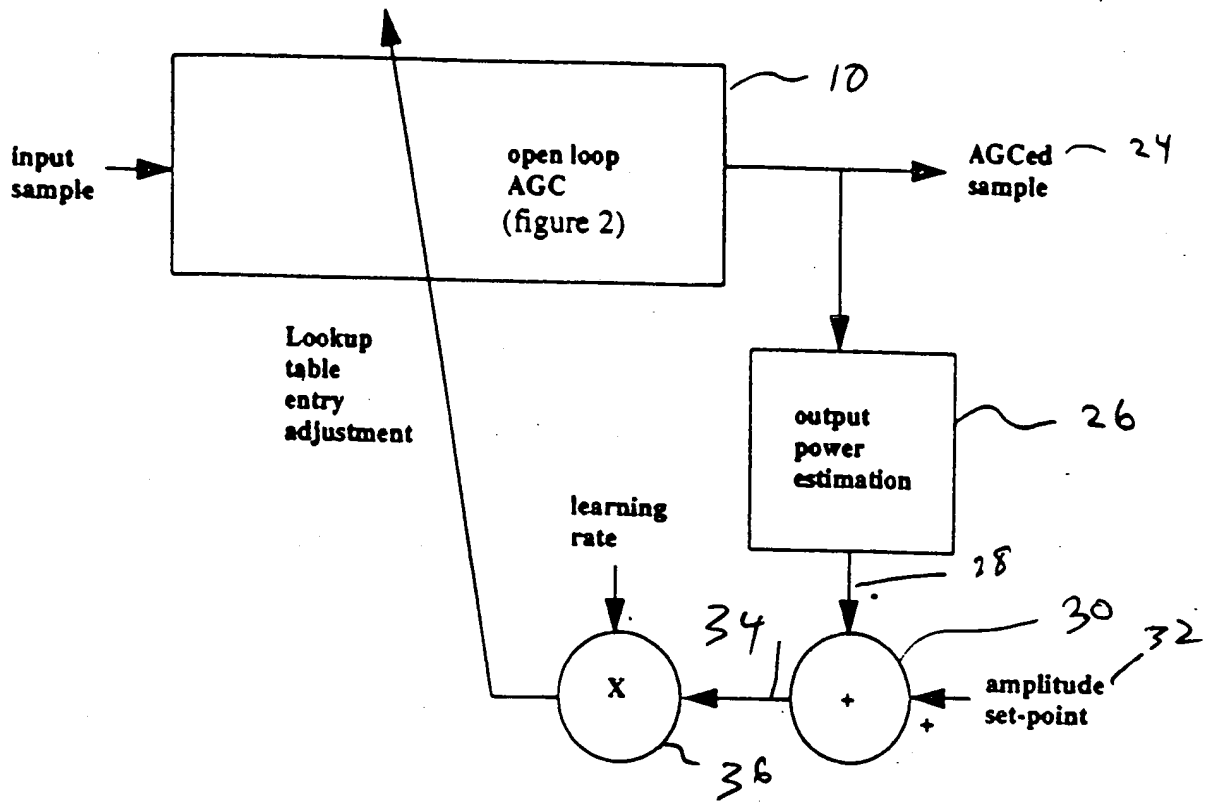 10
input
sample
open loop
AGC
(figure 2)
AGCed
sample
24
Lookup
table
entry
adjustment
output
power
estimation
26
learning
rate
28
34
30
32
X
+
+
amplitude
set-point
36